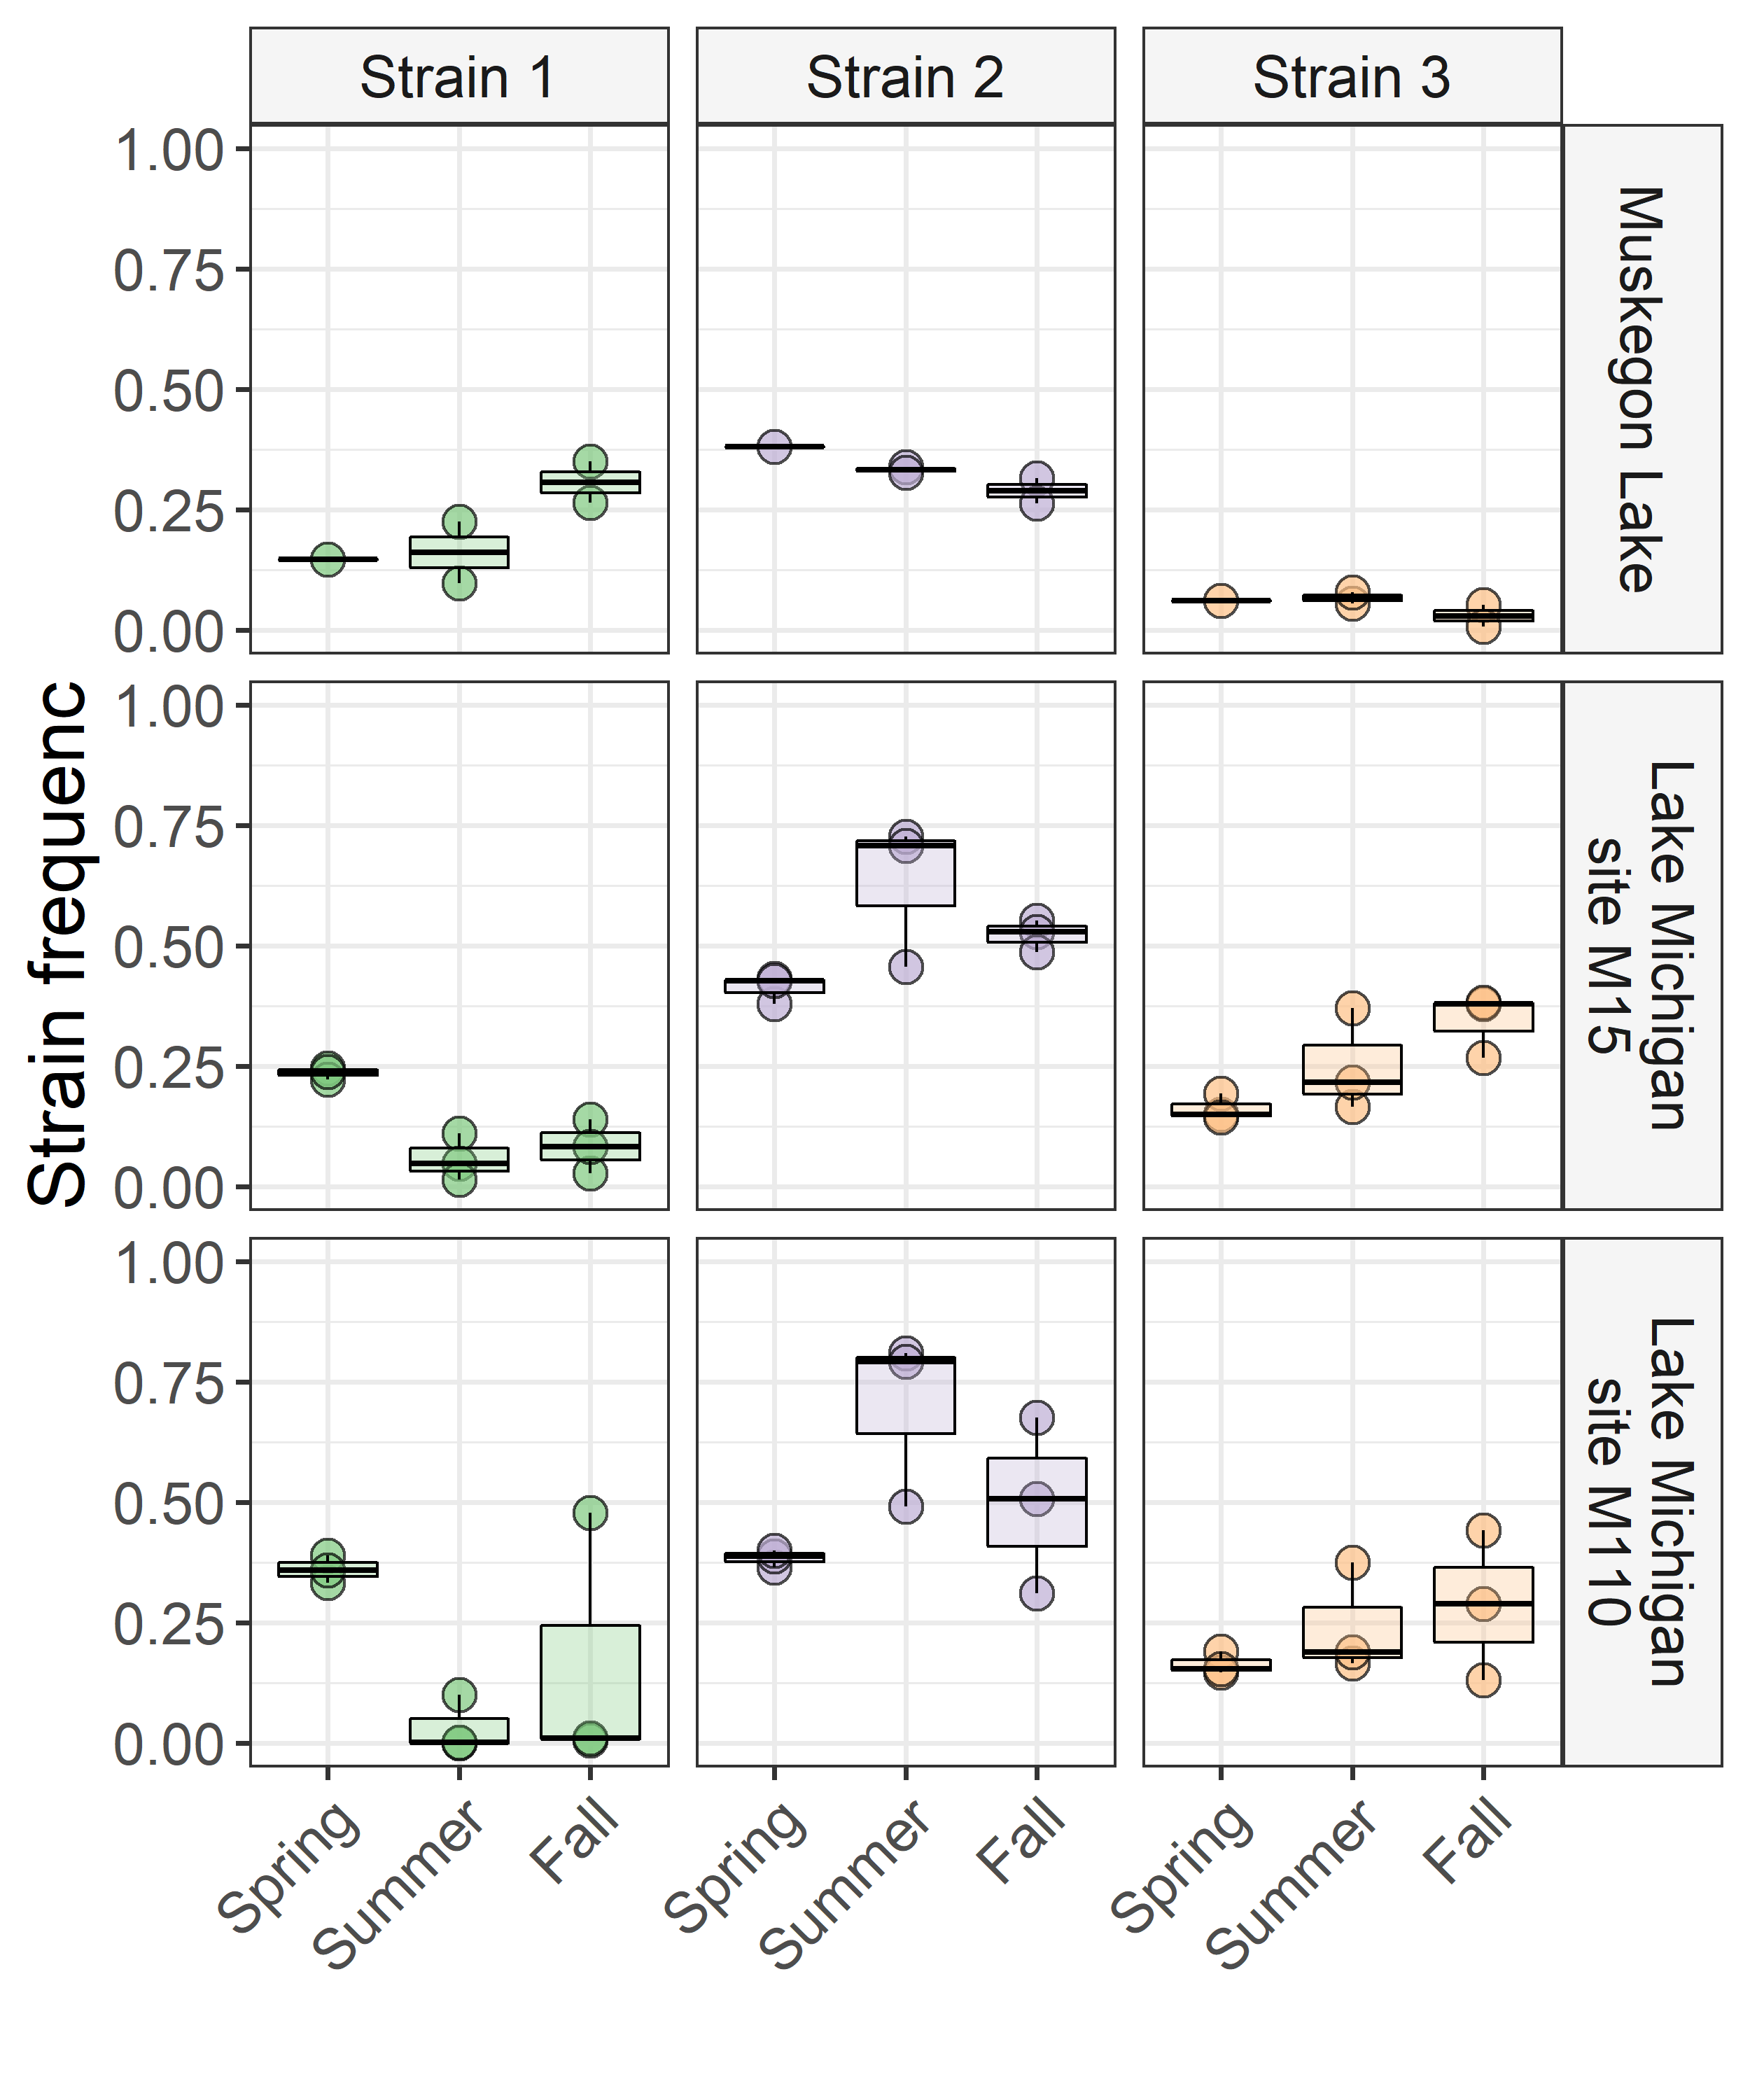 Strain 1
Strain 2
Strain 3
1.00
0.75
0.50
0.25
0.00
Muskegon Lake
Strain frequenc
1.00
0.75
0.50
0.25
0.00
Lake Michigan
site M15
1.00
0.75
0.50
0.25
0.00
Lake Michigan
site M110
Spring
Summer
Fall
Spring
Summer
Fall
Spring
Summer
Fall